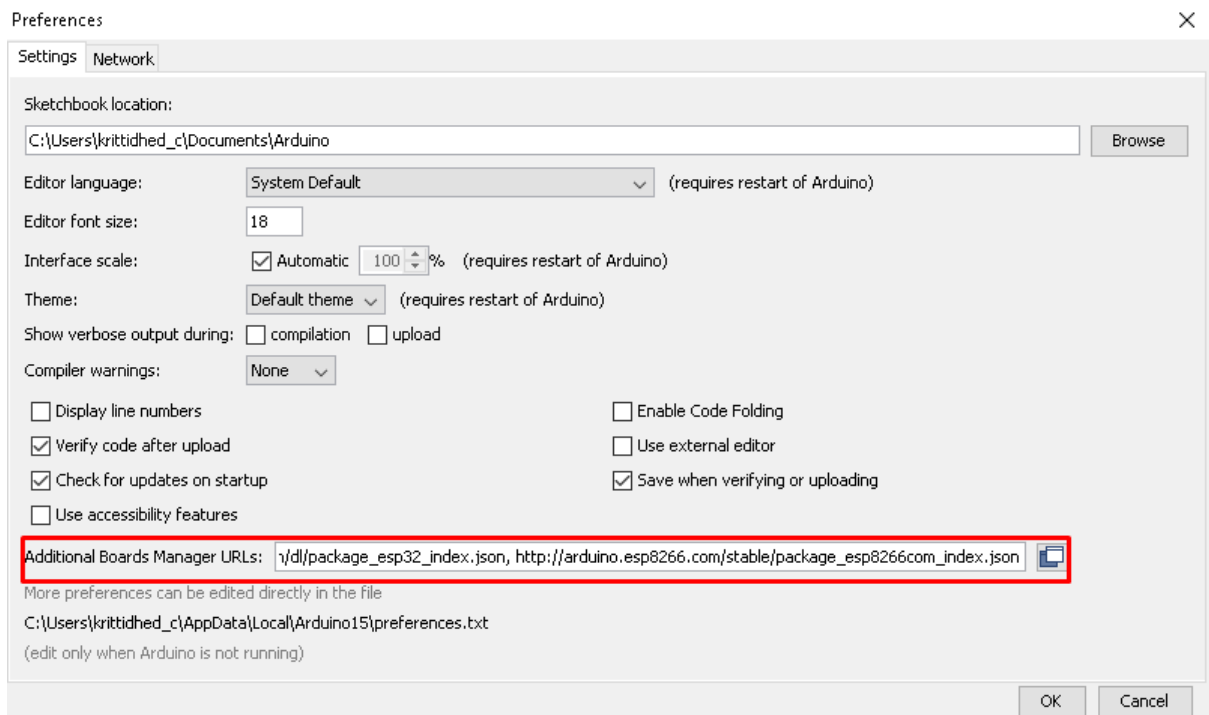 Preferences
Settings Network
Sketchbook location:
C:\Users\krittidhed_c\Documents\Arduino Browse
Editor language: System Default (requires restart of Arduino)
Editor font size: 18
Interface scale: Automatic 100 % (requires restart of Arduino)
Theme: Default theme (requires restart of Arduino)
Show verbose output during: compilation upload
Compiler warnings: None
Display line numbers Enable Code Folding
Verify code after upload Use external editor
Check for updates on startup Save when verifying or uploading
Use accessibility features
Additional Boards Manager URLs: /dl/package_esp32_index.json, http://arduino.esp8266.com/stable/package_esp8266com_index.json
More preferences can be edited directly in the file
C:\Users\krittidhed_c\AppData\Local\Arduino15\preferences.txt
(edit only when Arduino is not running)
OK Cancel